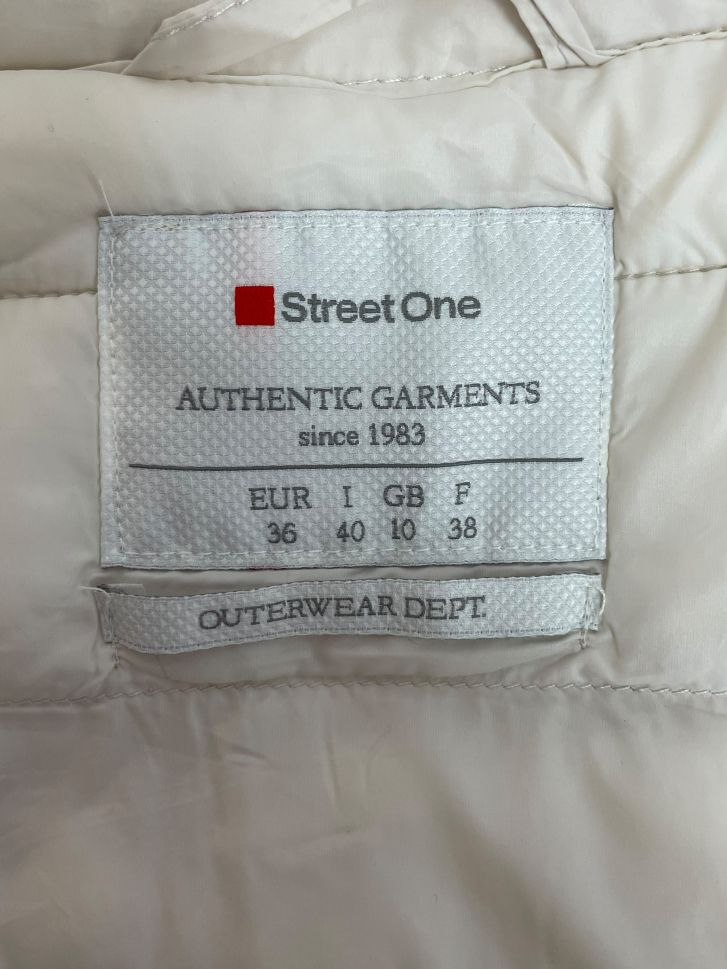 Street One
AUTHENTIC GARMENTS
since 1983
EUR I GB F
36 40 10 38
OUTERWEAR DEPT.